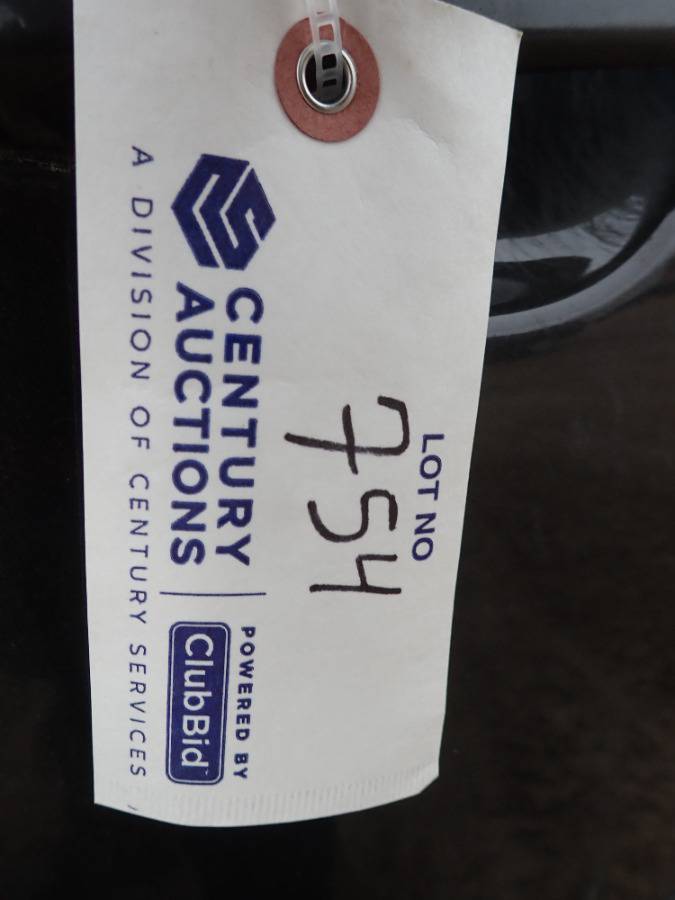 LOT NO
754
CENTURY
AUCTIONS
POWERED BY
ClubBid
A DIVISION OF CENTURY SERVICES